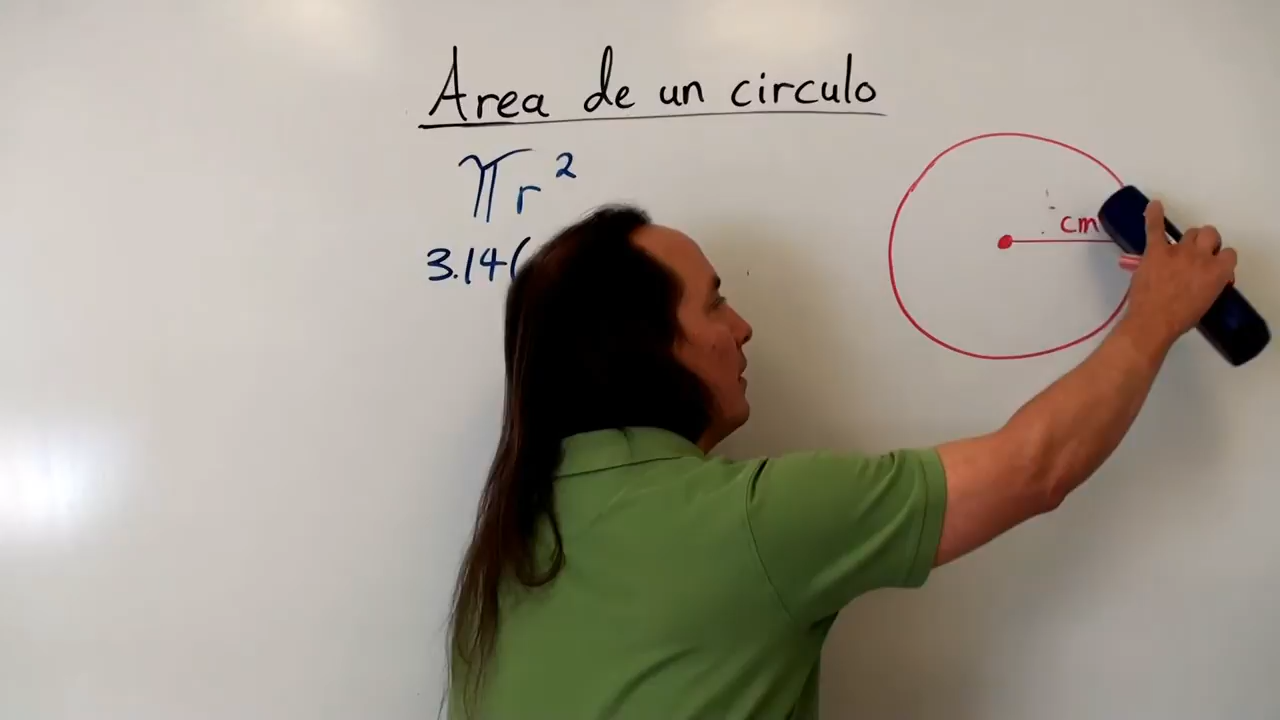 Area de un circulo
πr²
3.14(
cm